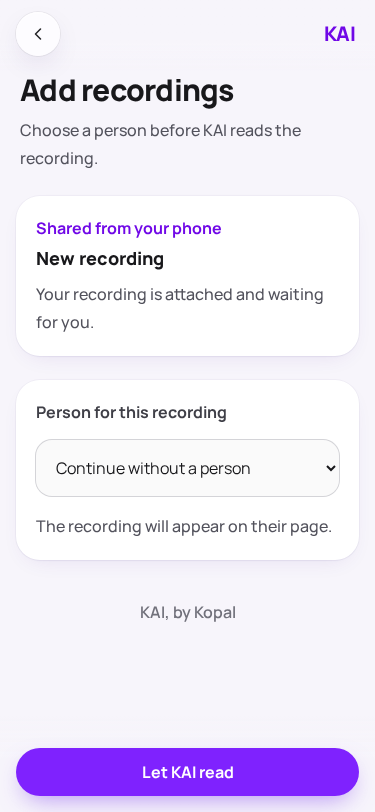 KAI
Add recordings
Choose a person before KAI reads the
recording.
Shared from your phone
New recording
Your recording is attached and waiting
for you.
Person for this recording
Continue without a person
The recording will appear on their page.
KAI, by Kopal
Let KAI read